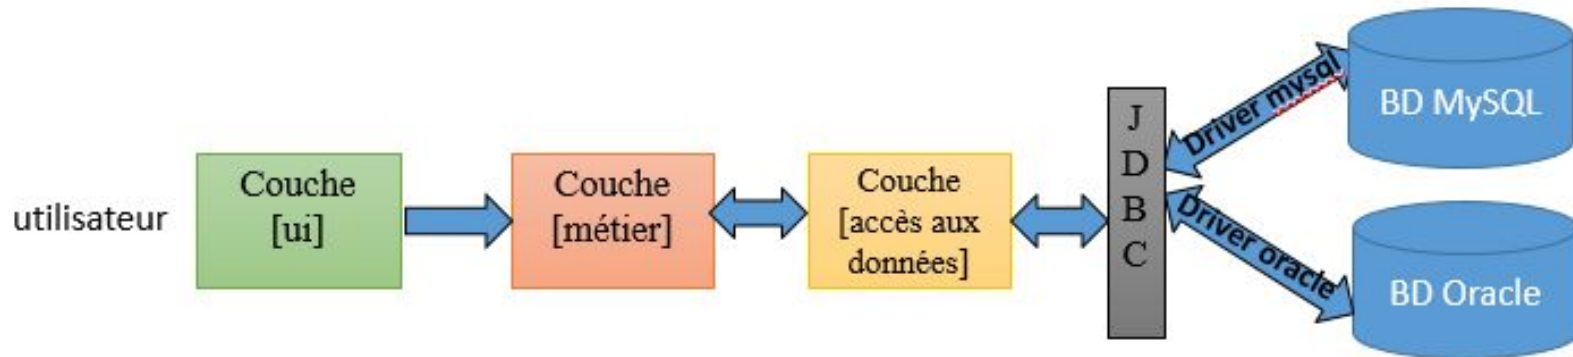 utilisateur
Couche
[ui]
Couche
[métier]
Couche
[accès aux
données]
J
D
B
C
Driver mysql
BD MySQL
Driver oracle
BD Oracle